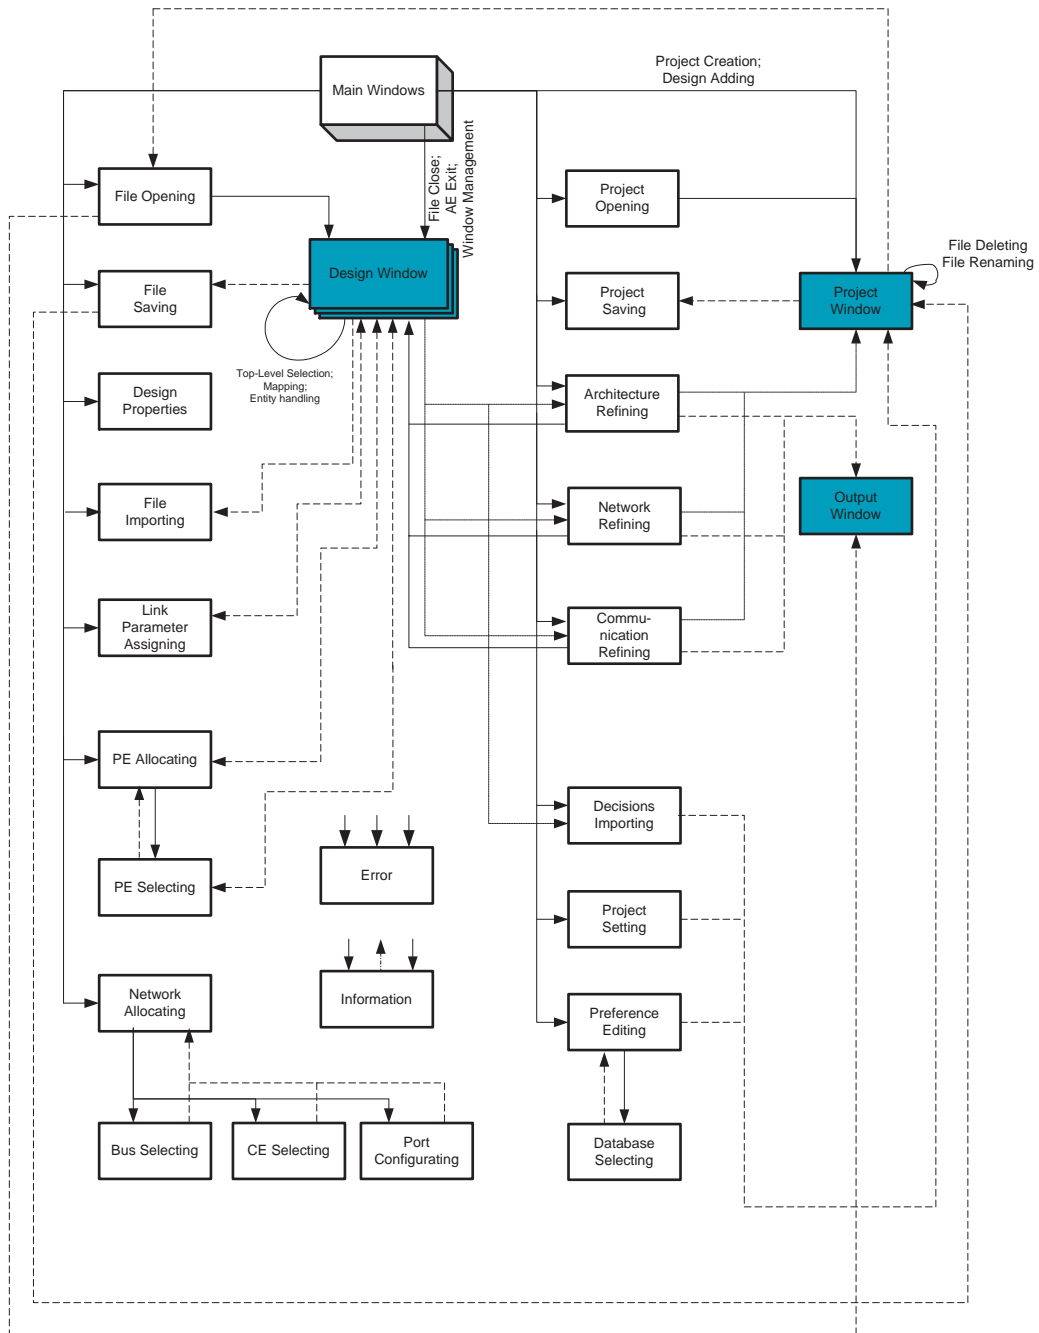 Project Creation;
Design Adding
Main Windows
File Close;
AE Exit;
Window Management
File Opening
Project
Opening
File Deleting
File Renaming
Design Window
File
Saving
Project
Saving
Project
Window
Top-Level Selection;
Mapping;
Entity handling
Design
Properties
Architecture
Refining
File
Importing
Network
Refining
Output
Window
Link
Parameter
Assigning
Commu-
nication
Refining
PE Allocating
Decisions
Importing
PE Selecting
Error
Project
Setting
Network
Allocating
Information
Preference
Editing
Bus Selecting
CE Selecting
Port
Configurating
Database
Selecting